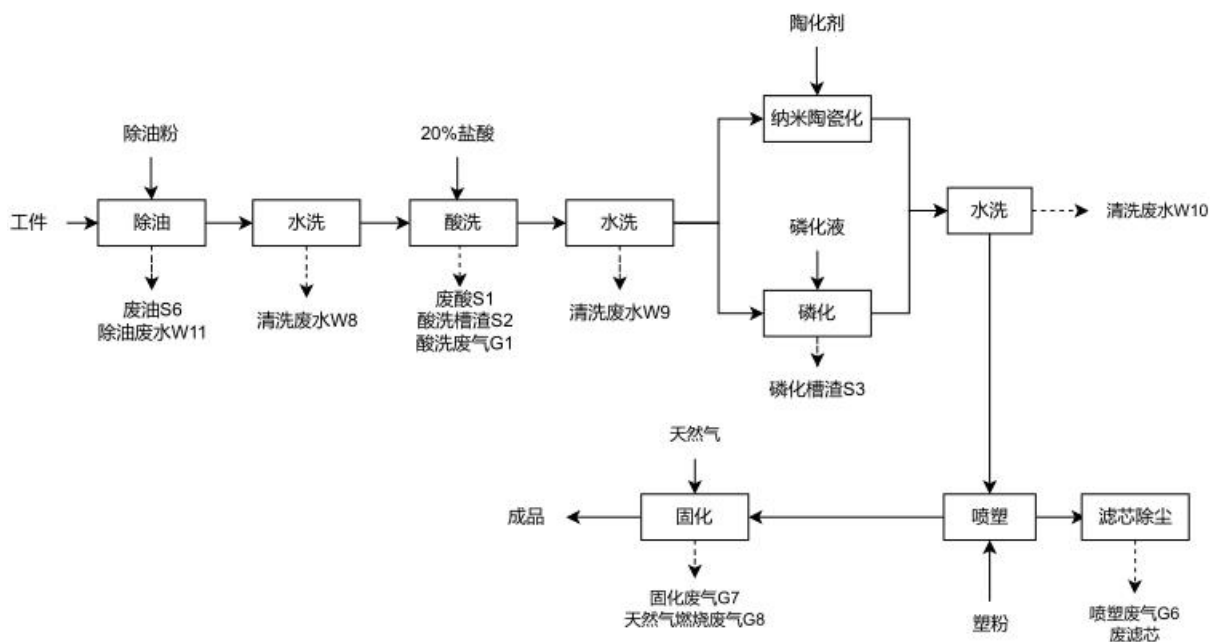 陶化剂
纳米陶瓷化
除油粉
20%盐酸
工件
除油
水洗
酸洗
水洗
水洗
清洗废水W10
磷化液
磷化
废油S6
除油废水W11
清洗废水W8
废酸S1
酸洗槽渣S2
酸洗废气G1
清洗废水W9
磷化槽渣S3
天然气
成品
固化
喷塑
滤芯除尘
固化废气G7
天然气燃烧废气G8
塑粉
喷塑废气G6
废滤芯